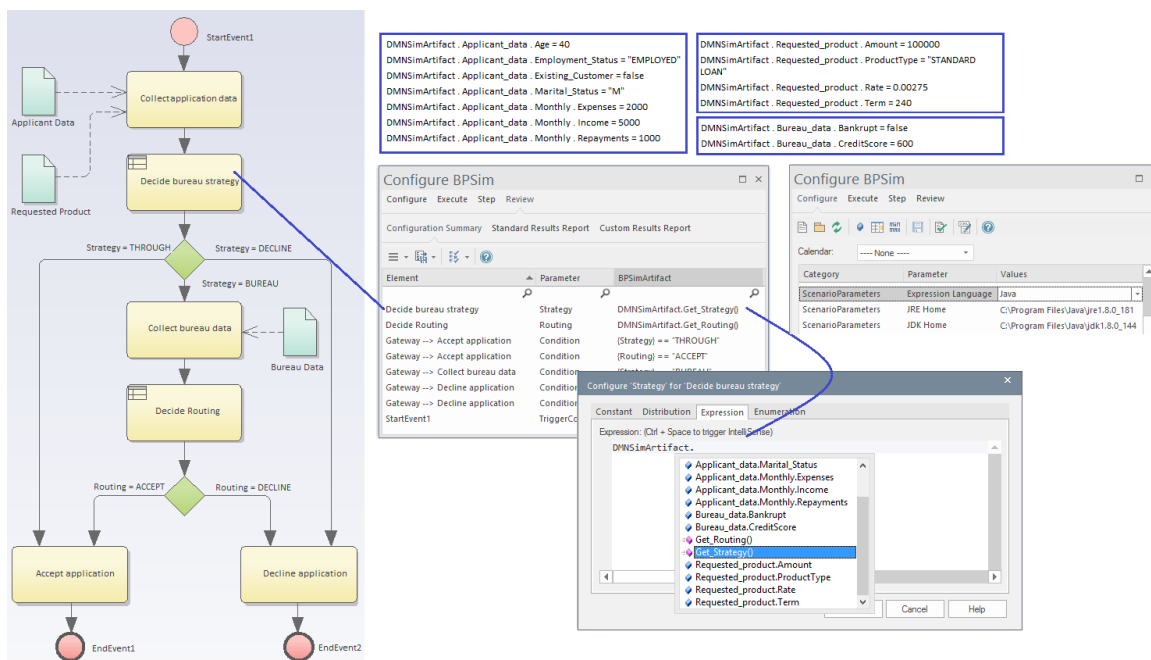 StartEvent1
Collect application data
Applicant Data
Requested Product
Decide bureau strategy
Strategy = THROUGH
Strategy = DECLINE
Strategy = BUREAU
Collect bureau data
Bureau Data
Decide Routing
Routing = ACCEPT
Routing = DECLINE
Accept application
Decline application
EndEvent1
EndEvent2
DMNSimArtifact . Applicant_data . Age = 40
DMNSimArtifact . Applicant_data . Employment_Status = "EMPLOYED"
DMNSimArtifact . Applicant_data . Existing_Customer = false
DMNSimArtifact . Applicant_data . Marital_Status = "M"
DMNSimArtifact . Applicant_data . Monthly . Expenses = 2000
DMNSimArtifact . Applicant_data . Monthly . Income = 5000
DMNSimArtifact . Applicant_data . Monthly . Repayments = 1000
DMNSimArtifact . Requested_product . Amount = 100000
DMNSimArtifact . Requested_product . ProductType = "STANDARD
LOAN"
DMNSimArtifact . Requested_product . Rate = 0.00275
DMNSimArtifact . Requested_product . Term = 240
DMNSimArtifact . Bureau_data . Bankrupt = false
DMNSimArtifact . Bureau_data . CreditScore = 600
Configure BPSim
Configure Execute Step Review
Configuration Summary Standard Results Report Custom Results Report
Element Parameter BPSimArtifact
Decide bureau strategy Strategy DMNSimArtifact.Get_Strategy()
Decide Routing Routing DMNSimArtifact.Get_Routing()
Gateway --> Accept application Condition {Strategy} == "THROUGH"
Gateway --> Accept application Condition {Routing} == "ACCEPT"
Gateway --> Collect bureau data Condition {Strategy} == "BUREAU"
Gateway --> Decline application Condition
Gateway --> Decline application Condition
StartEvent1 TriggerCo
Configure BPSim
Configure Execute Step Review
Calendar: ---- None ----
Category Parameter Values
ScenarioParameters Expression Language Java
ScenarioParameters JRE Home C:\Program Files\Java\jre1.8.0_181
ScenarioParameters JDK Home C:\Program Files\Java\jdk1.8.0_144
Configure 'Strategy' for 'Decide bureau strategy'
Constant Distribution Expression Enumeration
Expression: (Ctrl + Space to trigger IntelliSense)
DMNSimArtifact.
Applicant_data.Marital_Status
Applicant_data.Monthly.Expenses
Applicant_data.Monthly.Income
Applicant_data.Monthly.Repayments
Bureau_data.Bankrupt
Bureau_data.CreditScore
Get_Routing()
Get_Strategy()
Requested_product.Amount
Requested_product.ProductType
Requested_product.Rate
Requested_product.Term
Cancel Help